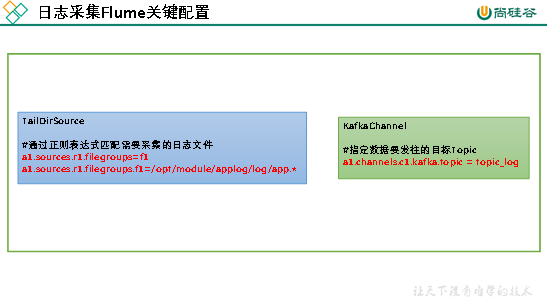 日志采集Flume关键配置
尚硅谷
TailDirSource
#通过正则表达式匹配需要采集的日志文件
a1.sources.r1.filegroups=f1
a1.sources.r1.filegroups.f1=/opt/module/applog/log/app.*
KafkaChannel
#指定数据要发往的目标Topic
a1.channels.c1.kafka.topic = topic_log
让天下没有难学的技术